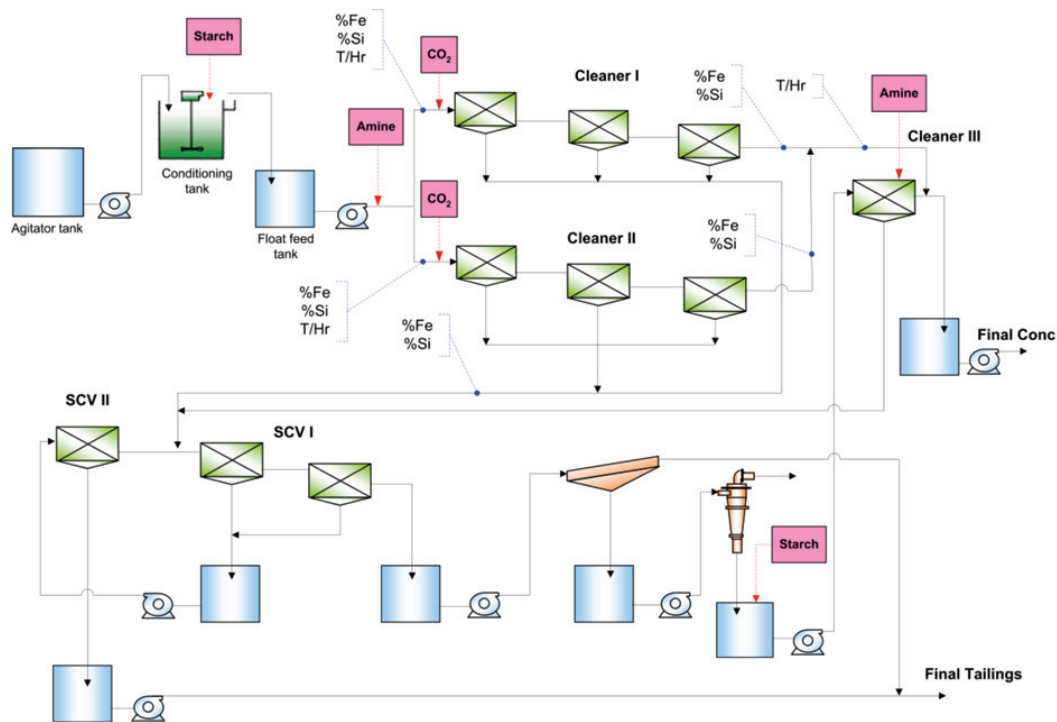 %Fe
%Si
T/Hr
Starch
CO₂
Cleaner I
%Fe
%Si
T/Hr
Amine
Cleaner III
Amine
Conditioning
tank
Agitator tank
Float feed
tank
CO₂
Cleaner II
%Fe
%Si
%Fe
%Si
T/Hr
%Fe
%Si
Final Conc
SCV II
SCV I
Starch
Final Tailings